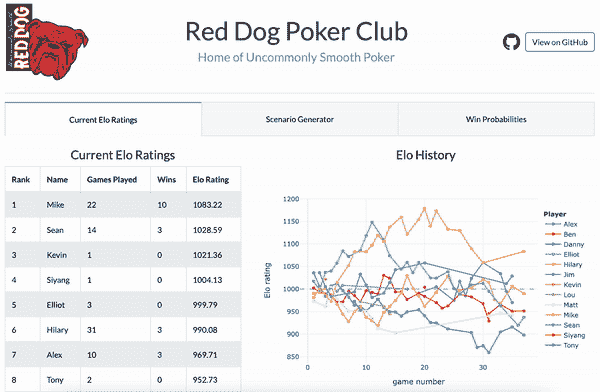 RED DOG
Red Dog Poker Club
Home of Uncommonly Smooth Poker
View on GitHub
Current Elo Ratings
Scenario Generator
Win Probabilities
Current Elo Ratings
Rank Name Games Played Wins Elo Rating
1 Mike 22 10 1083.22
2 Sean 14 3 1028.59
3 Kevin 1 0 1021.36
4 Siyang 1 0 1004.13
5 Elliot 3 0 999.79
6 Hilary 31 3 990.08
7 Alex 10 3 969.71
8 Tony 2 0 952.73
Elo History
1200
1150
1100
1050
1000
950
900
850
Elo rating
0
10
20
30
game number
Player
Alex
Ben
Danny
Elliot
Hilary
Jim
Kevin
Lou
Matt
Mike
Sean
Siyang
Tony